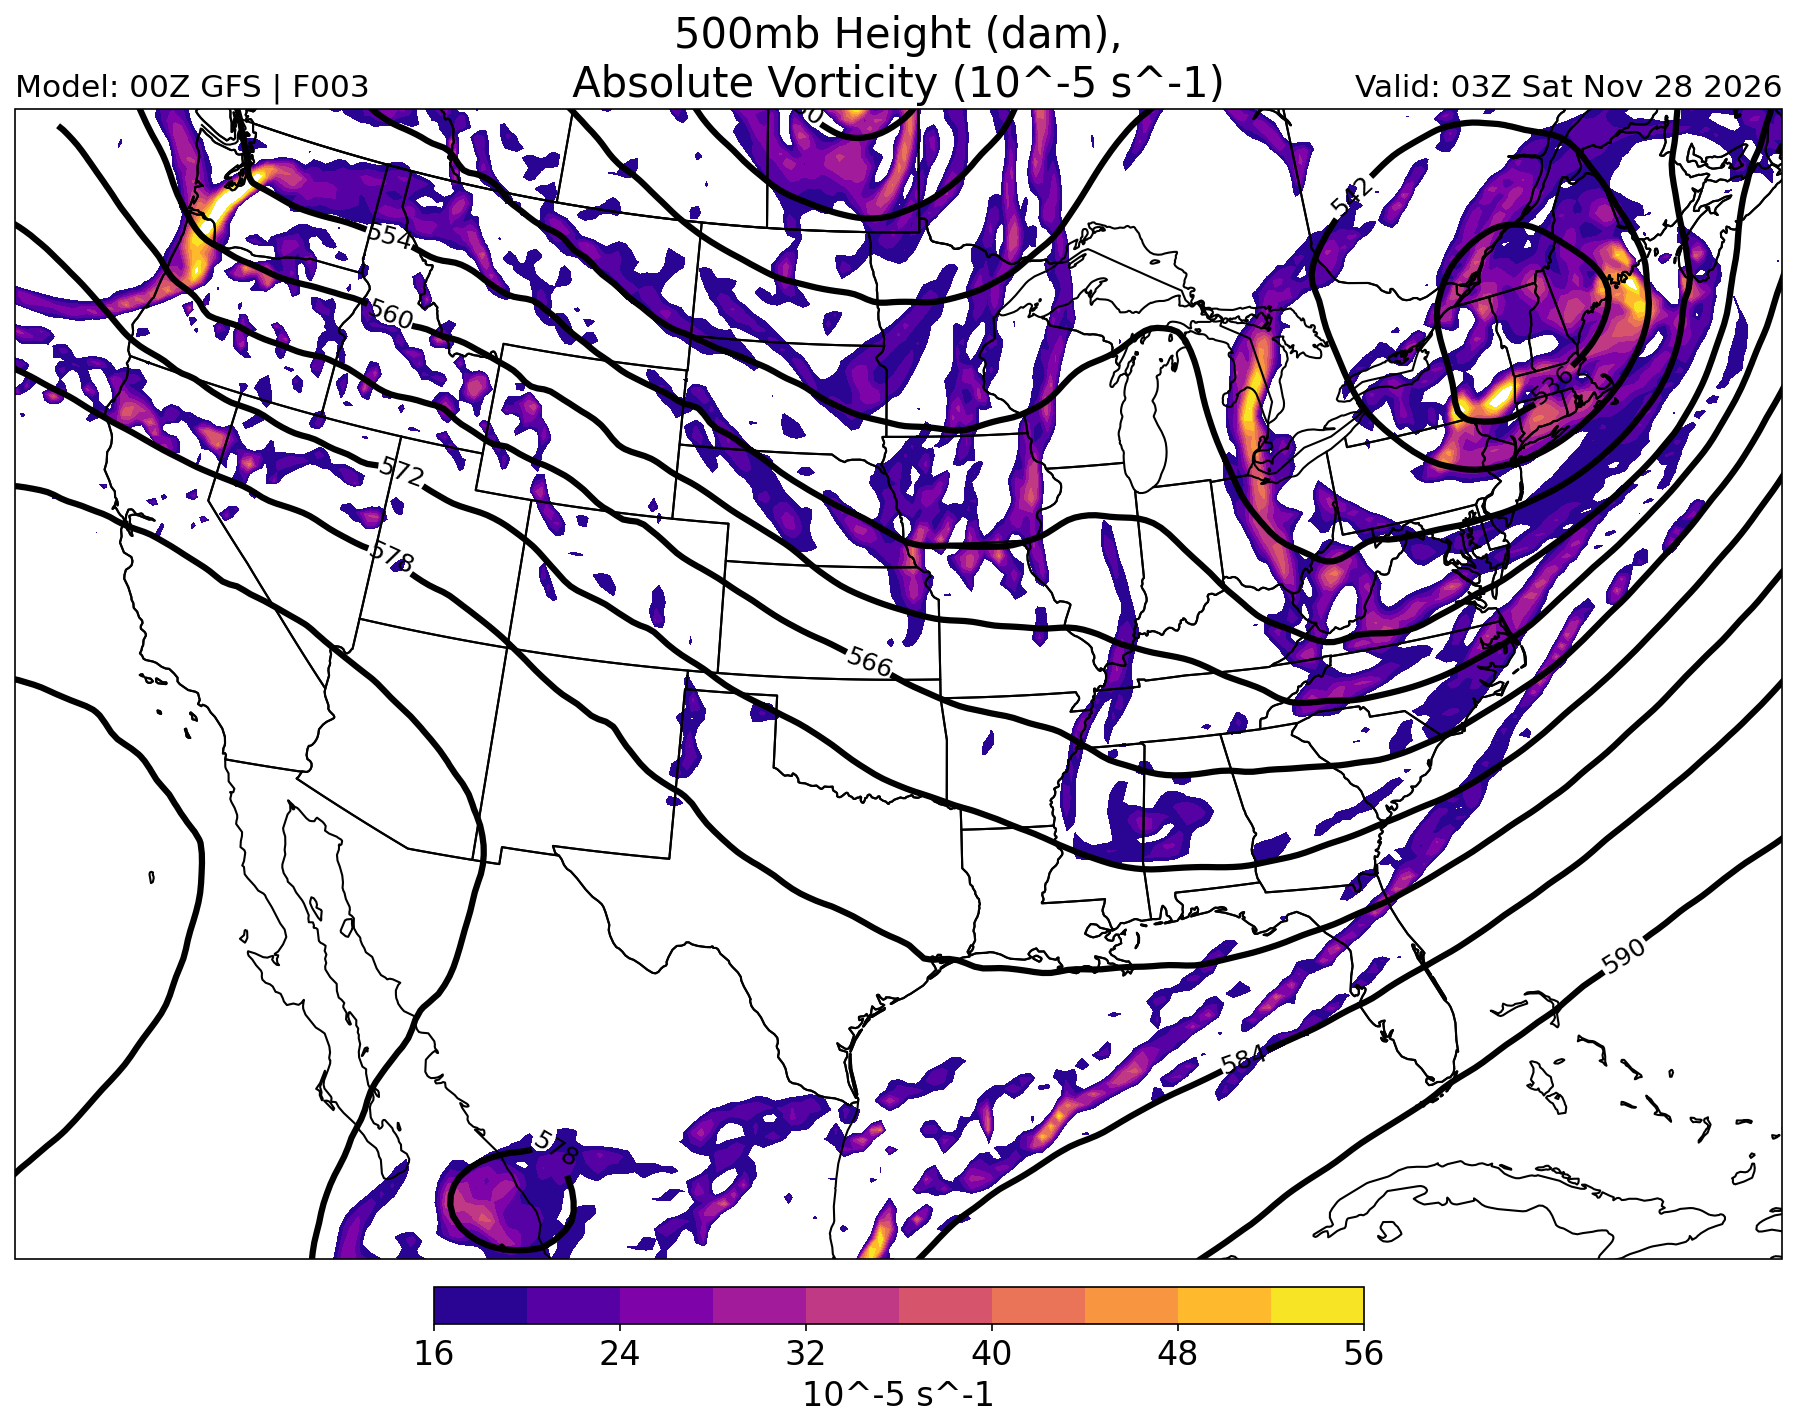 500mb Height (dam),
Model: 00Z GFS | F003
Absolute Vorticity (10^-5 s^-1)
Valid: 03Z Sat Nov 28 2026
542
554
560
536
572
578
566
590
584
578
16 24 32 40 48 56
10^-5 s^-1